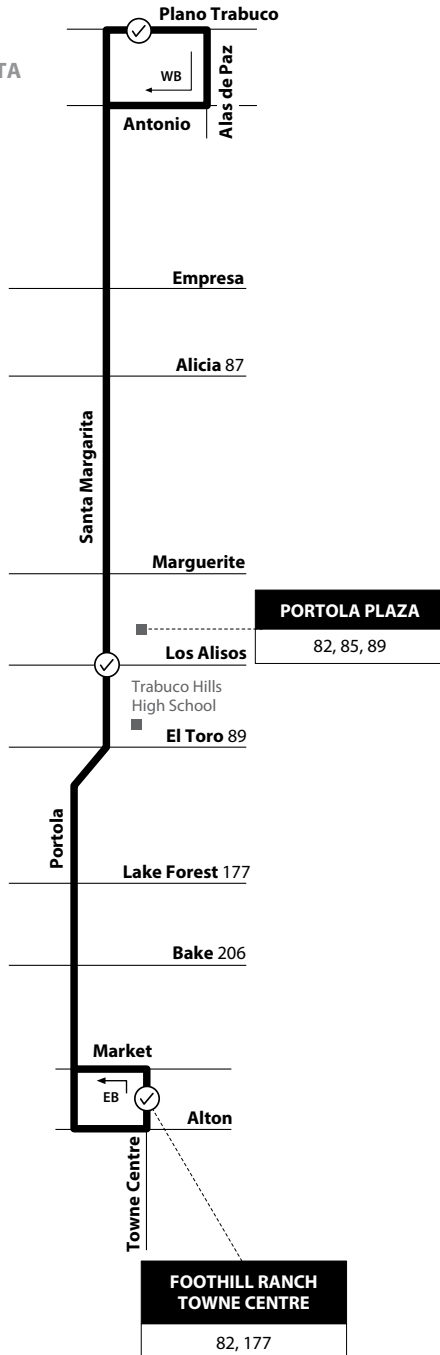 Plano Trabuco
TA
WB
Alas de Paz
Antonio
Empresa
Alicia 87
Santa Margarita
Marguerite
PORTOLA PLAZA
82, 85, 89
Los Alisos
Trabuco Hills
High School
El Toro 89
Portola
Lake Forest 177
Bake 206
Market
EB
Alton
Towne Centre
FOOTHILL RANCH
TOWNE CENTRE
82, 177